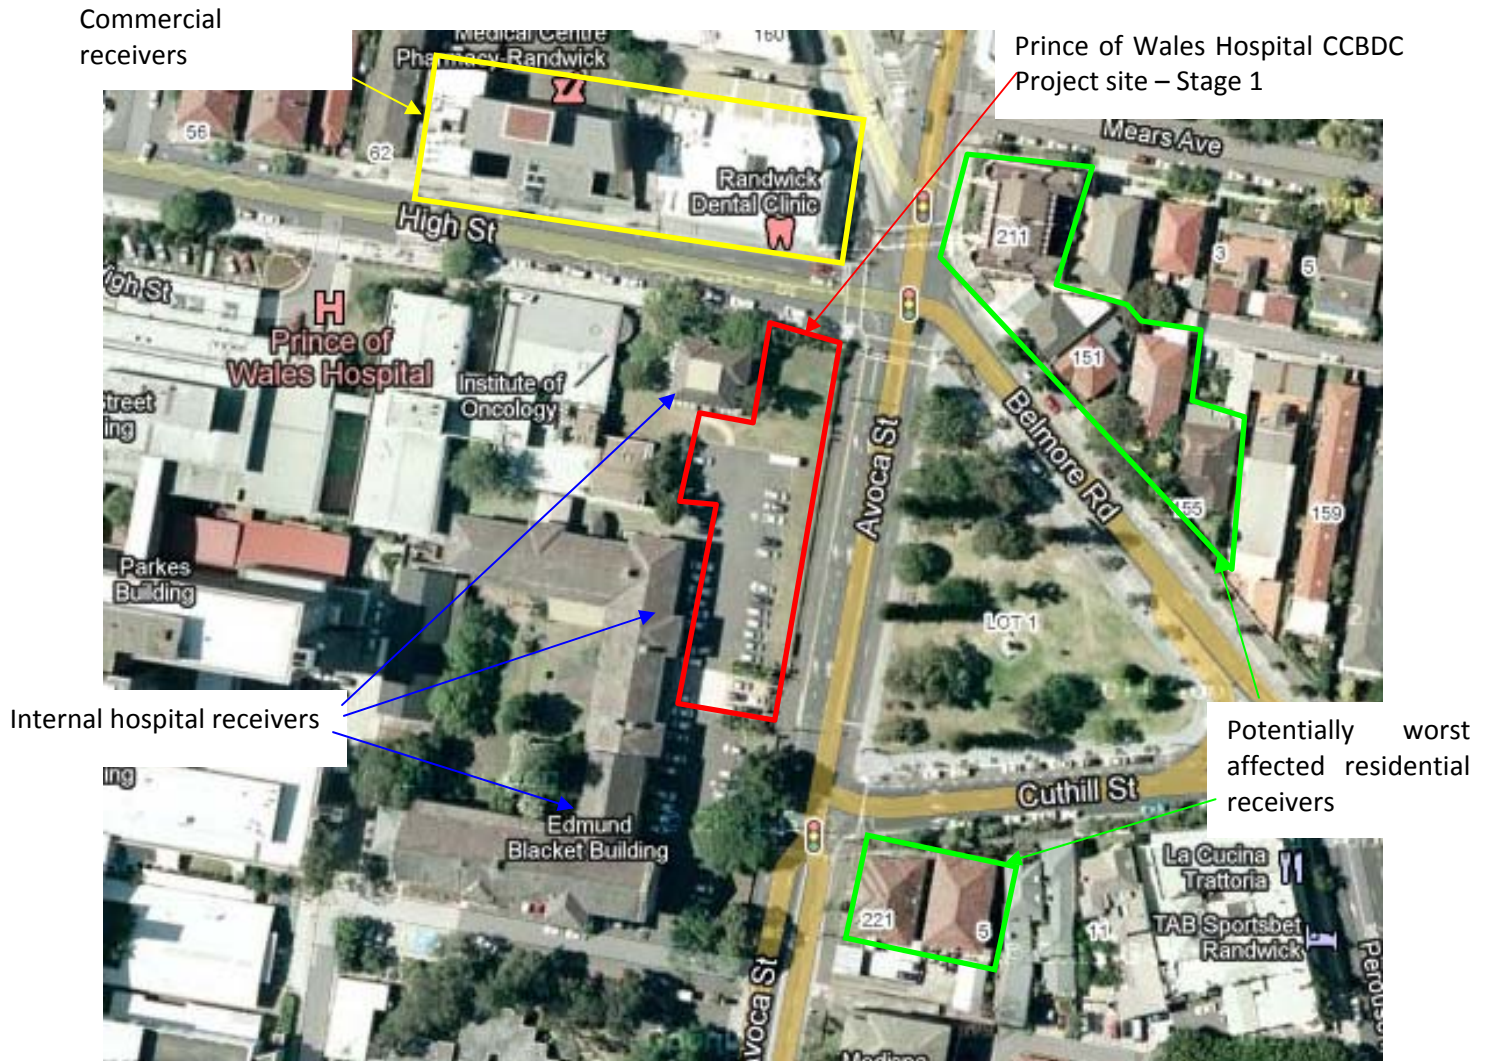 Commercial
receivers
Prince of Wales Hospital CCBDC
Project site – Stage 1
Medical Centre
Pharmacy-Randwick
160
Mears Ave
56
62
Randwick
Dental Clinic
High St
211
3
5
High St
H
Prince of
Wales Hospital
Institute of
Oncology
151
Belmore Rd
Avoca St
155
159
Parkes
Building
LOT 1
Internal hospital receivers
Potentially worst
affected residential
receivers
Cuthill St
Edmund
Blacket Building
La Cucina
Trattoria
221
5
11
TAB Sportsbet
Randwick
Avoca St